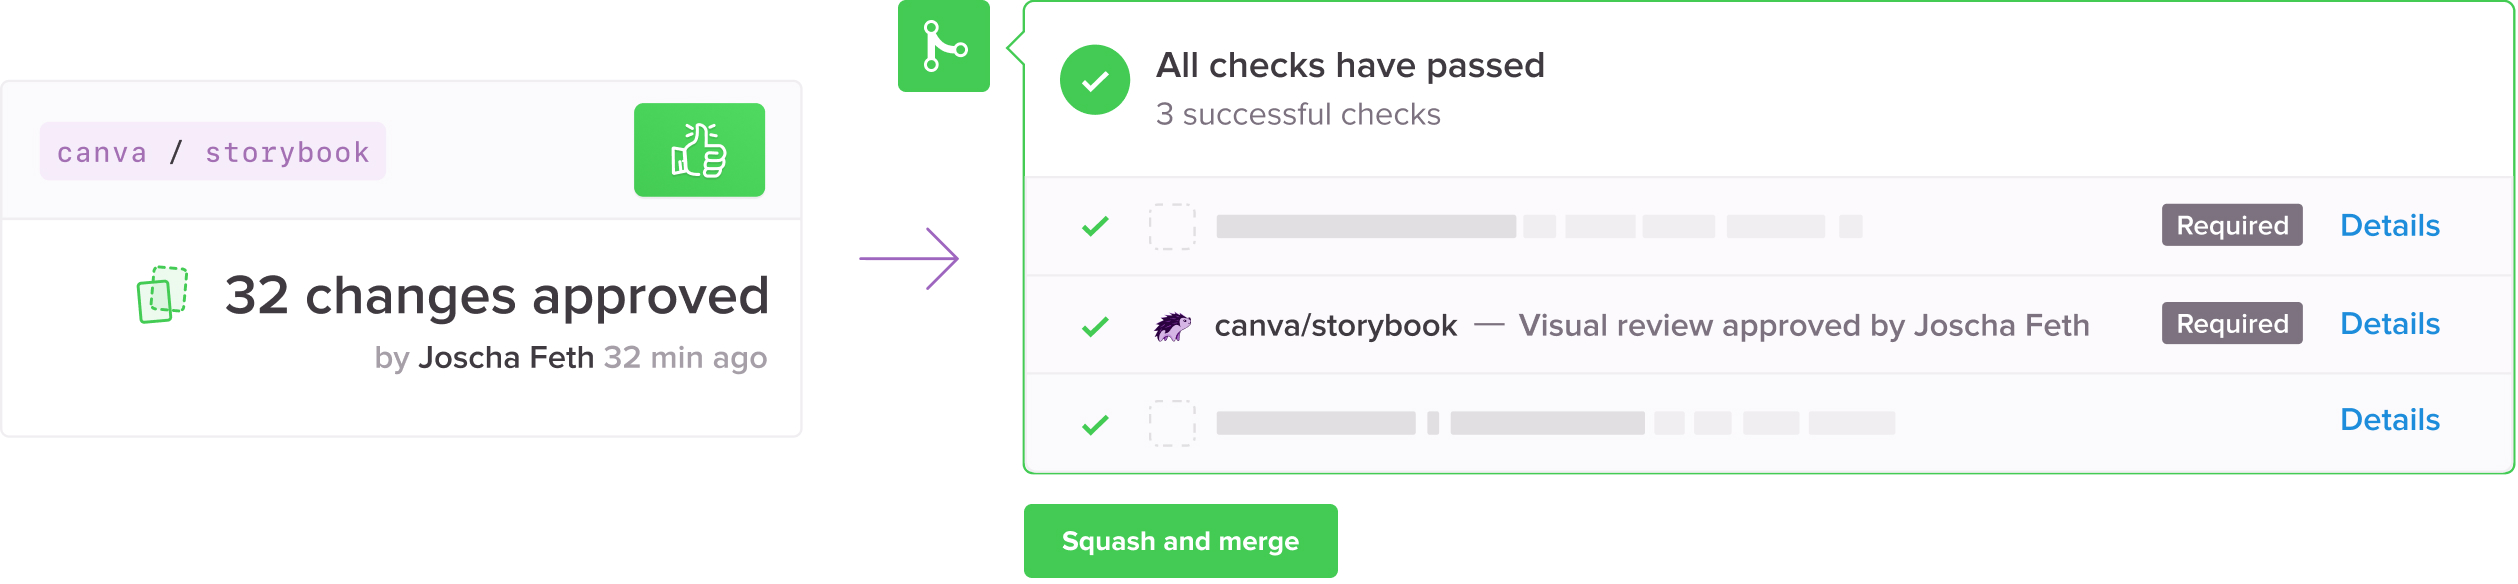 canva / storybook
32 changes approved
by Joscha Feth 32 min ago
All checks have passed
3 successful checks
Required Details
canva/storybook — Visual review approved by Joscha Feth Required Details
Details
Squash and merge